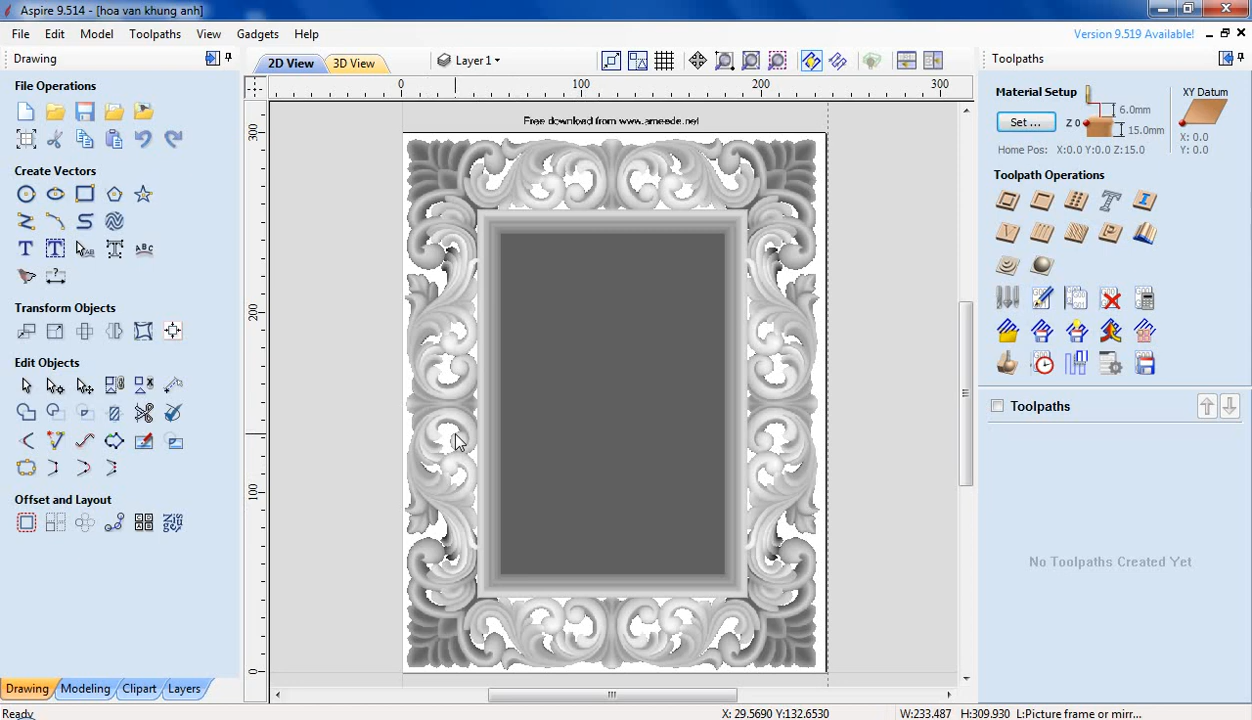 Aspire 9.514 - [hoa van khung anh]
File Edit Model Toolpaths View Gadgets Help
Version 9.519 Available!
Drawing
2D View 3D View
Layer 1
Toolpaths
File Operations
0 100 200 300
Material Setup
6.0mm
XY Datum
Set ...
Z 0
15.0mm
X: 0.0
Y: 0.0
Home Pos: X:0.0 Y:0.0 Z:15.0
Free download from www.ameede.net
Create Vectors
Toolpath Operations
Transform Objects
Edit Objects
Toolpaths
Offset and Layout
No Toolpaths Created Yet
300
200
100
0
Drawing Modeling Clipart Layers
Ready
X: 29.5690 Y:132.6530
W:233.487 H:309.930 L:Picture frame or mirr...